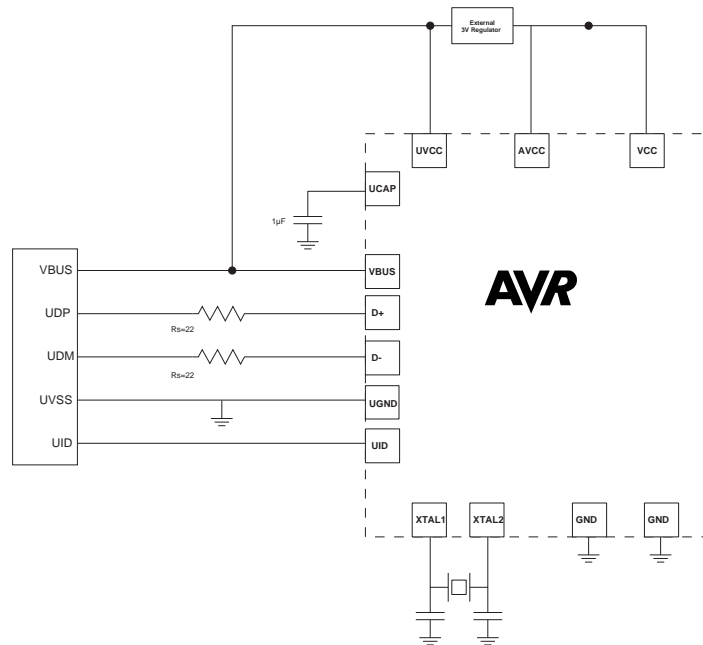 External
3V Regulator
UVCC
AVCC
VCC
UCAP
1µF
VBUS
VBUS
AVR
UDP
D+
Rs=22
UDM
D-
Rs=22
UVSS
UGND
UID
UID
XTAL1
XTAL2
GND
GND